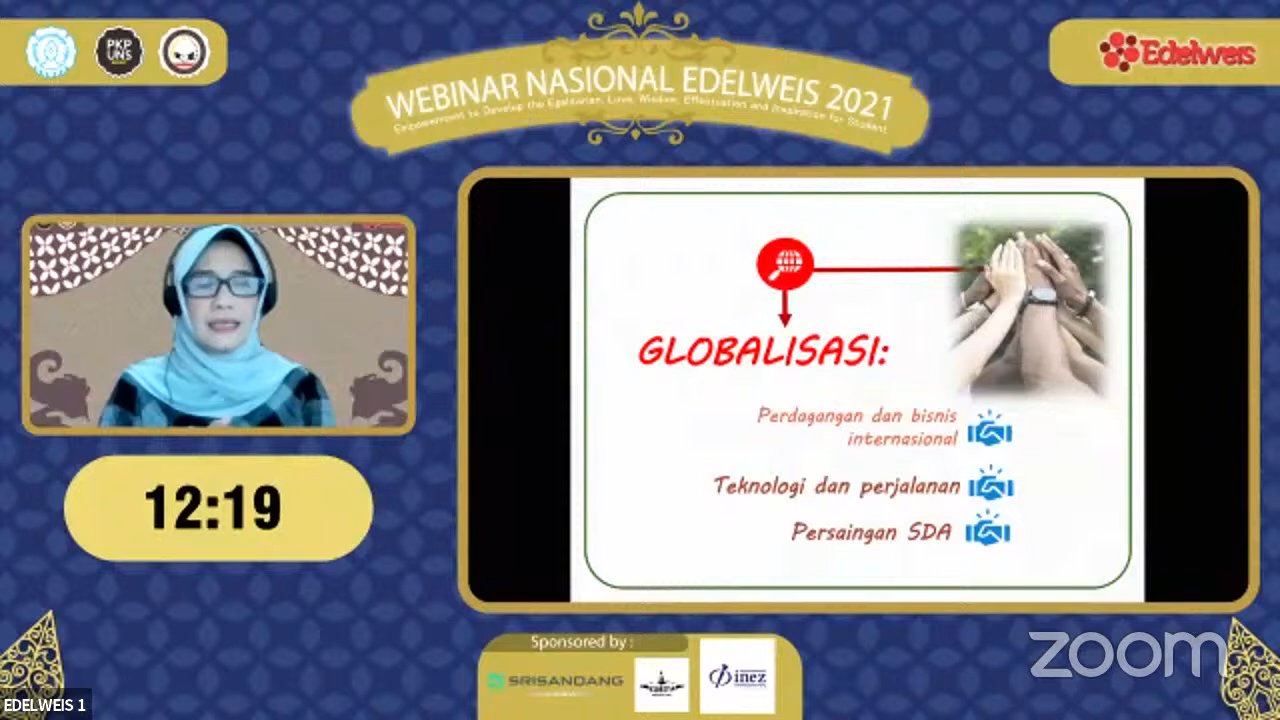 PKP
UNS
WEBINAR NASIONAL EDELWEIS 2021
Empowerment to Develop the Egalitarian, Love, Wisdom, Effectivation and Inspiration for Student
Edelweis
GLOBALISASI:
Perdagangan dan bisnis
internasional
Teknologi dan perjalanan
Persaingan SDA
12:19
Sponsored by :
SRISANDANG
inez
zoom
EDELWEIS 1